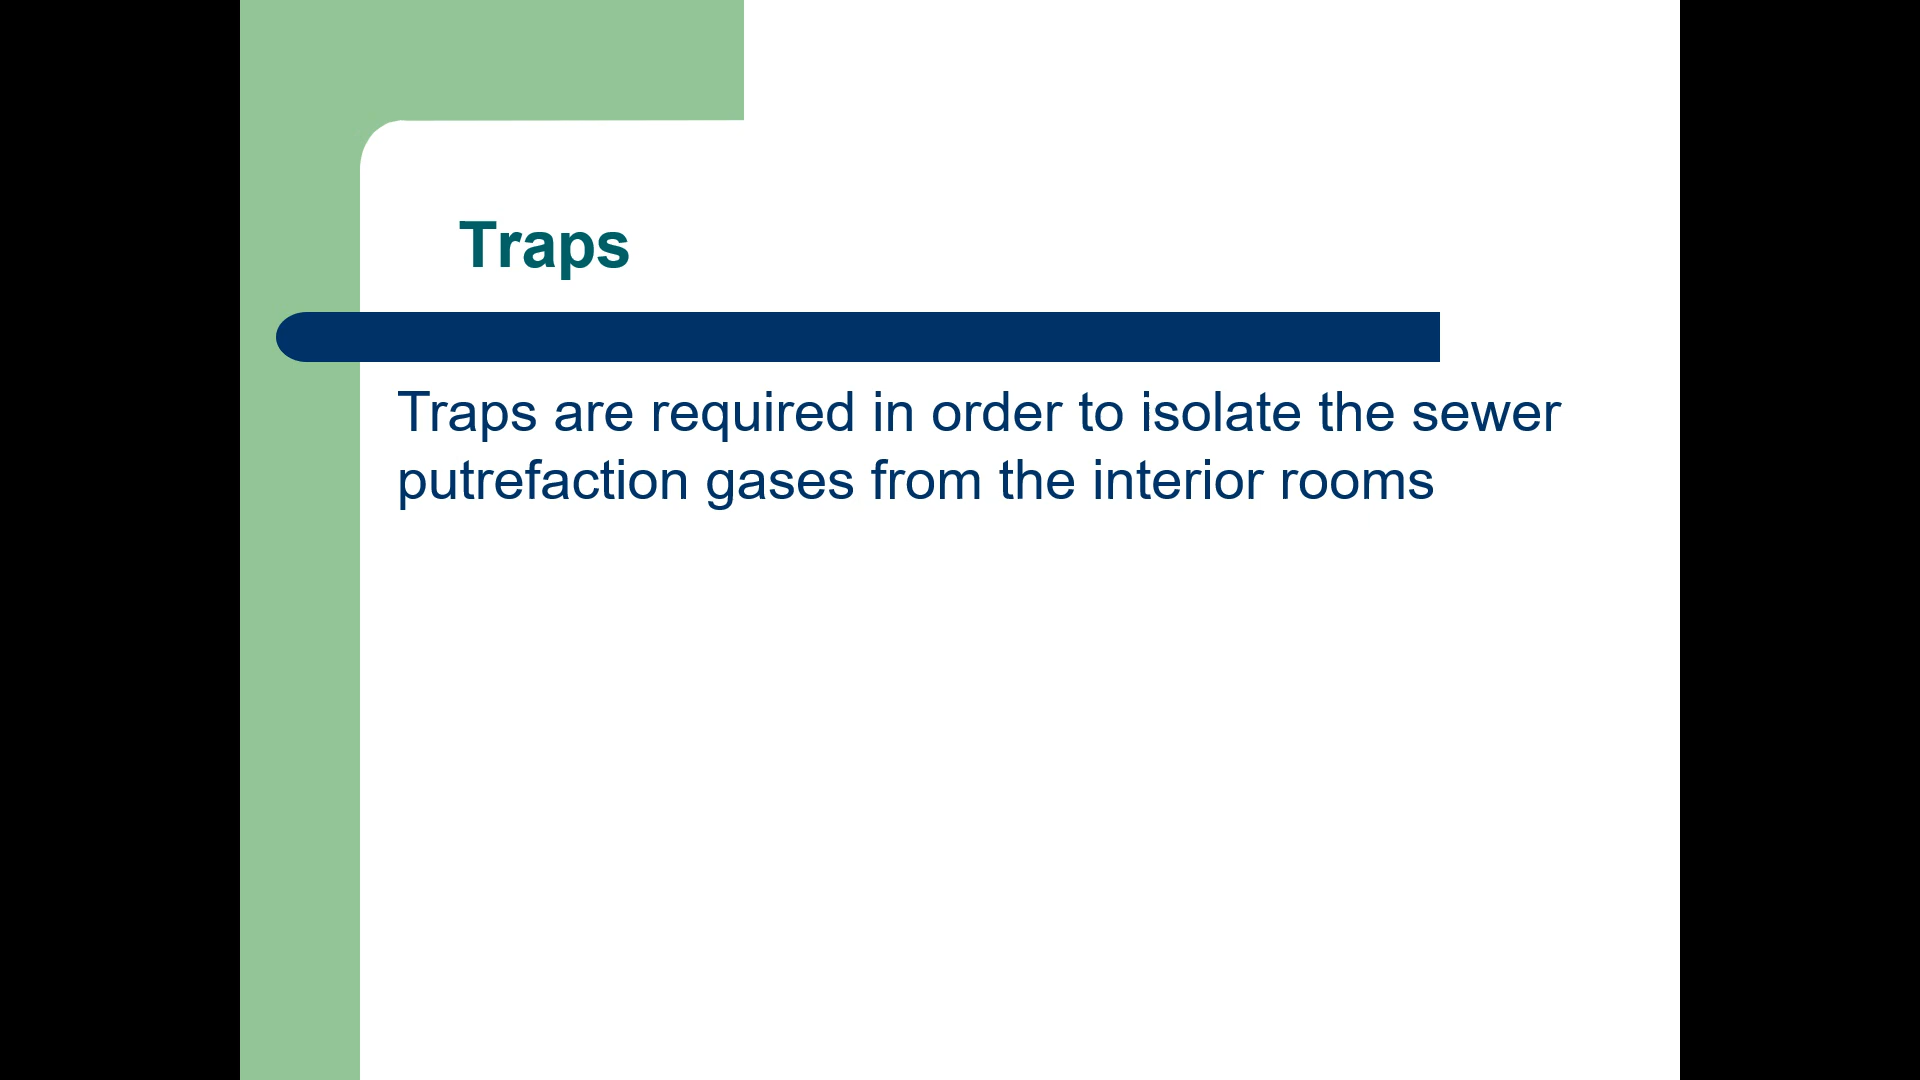 Traps
Traps are required in order to isolate the sewer
putrefaction gases from the interior rooms